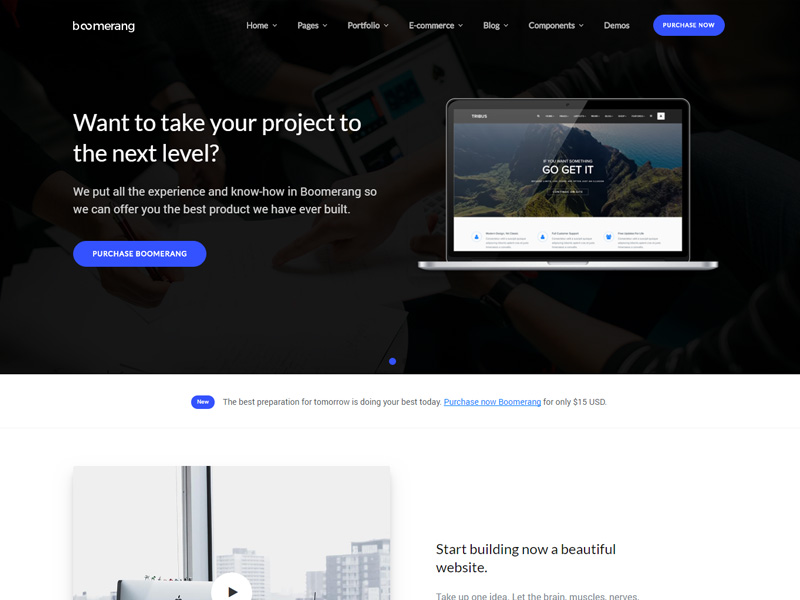 boomerang
Home Pages Portfolio E-commerce Blog Components Demos PURCHASE NOW
Want to take your project to
the next level?
We put all the experience and know-how in Boomerang so
we can offer you the best product we have ever built.
PURCHASE BOOMERANG
TRIBUS
IF YOU WANT SOMETHING
GO GET IT
New The best preparation for tomorrow is doing your best today. Purchase now Boomerang for only $15 USD.
Start building now a beautiful
website.
Take up one idea. Let the brain, muscles, nerves,